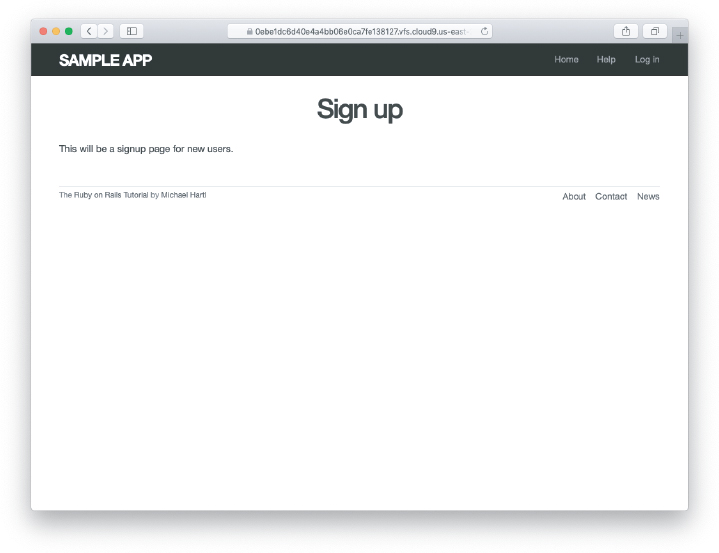 0ebe1dc6d40e4a4bb06e0ca7fe138127.vfs.cloud9.us-east-
SAMPLE APP
Home Help Log in
Sign up
This will be a signup page for new users.
The Ruby on Rails Tutorial by Michael Hartl
About Contact News